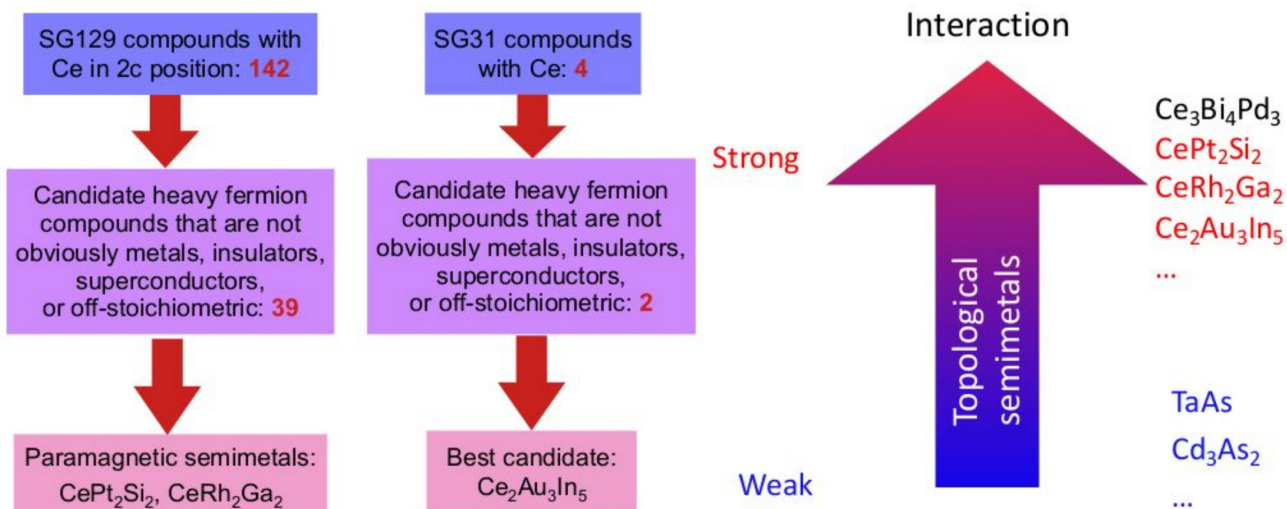 SG129 compounds with
Ce in 2c position: 142
Candidate heavy fermion
compounds that are not
obviously metals, insulators,
superconductors,
or off-stoichiometric: 39
Paramagnetic semimetals:
CePt₂Si₂, CeRh₂Ga₂
SG31 compounds
with Ce: 4
Candidate heavy fermion
compounds that are not
obviously metals, insulators,
superconductors,
or off-stoichiometric: 2
Best candidate:
Ce₂Au₃In₅
Interaction
Strong
Weak
Topological
semimetals
Ce₃Bi₄Pd₃
CePt₂Si₂
CeRh₂Ga₂
Ce₂Au₃In₅
...
TaAs
Cd₃As₂
...